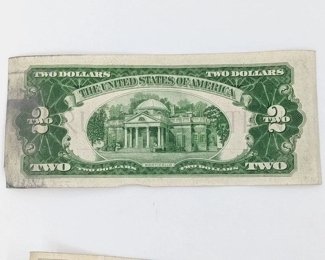 TWO DOLLARS TWO DOLLARS
THE UNITED STATES OF AMERICA
2 2
TWO TWO
MONTICELLO
TWO TWO DOLLARS TWO DOLLARS TWO